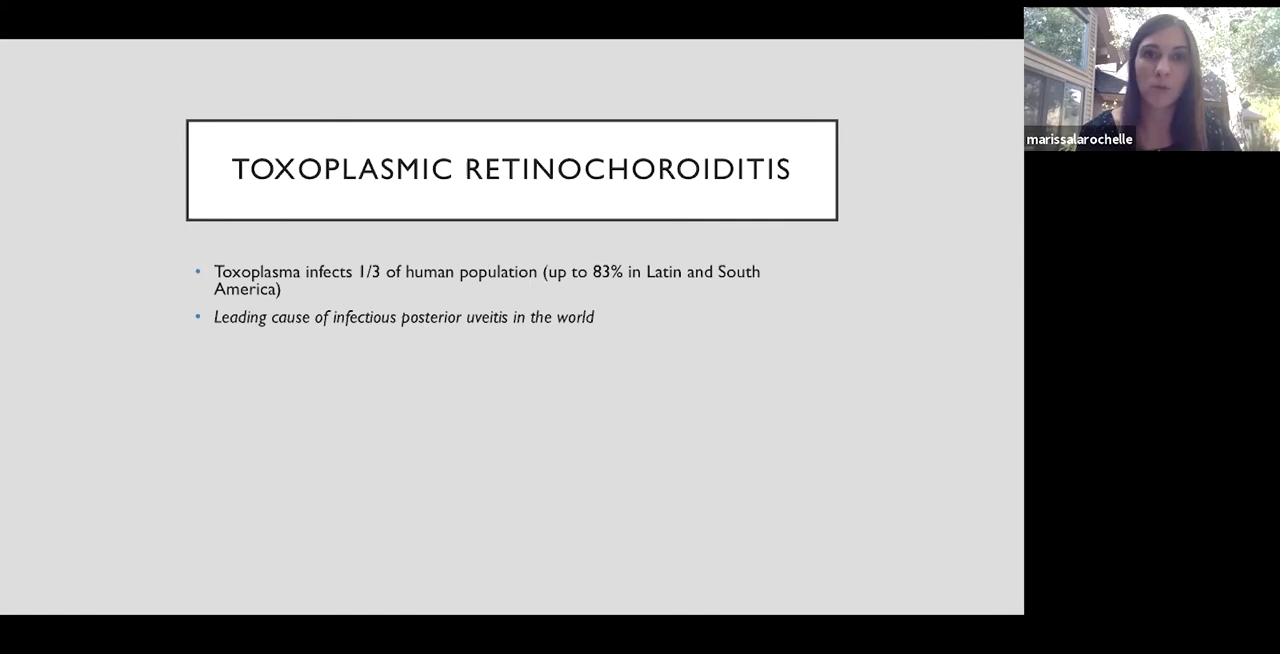 TOXOPLASMIC RETINOCHOROIDITIS
• Toxoplasma infects 1/3 of human population (up to 83% in Latin and South
America)
• Leading cause of infectious posterior uveitis in the world
marissalarochelle